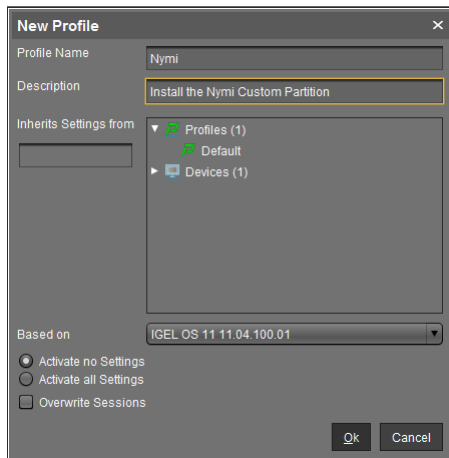 New Profile
Profile Name
Nymi
Description
Install the Nymi Custom Partition
Inherits Settings from
Profiles (1)
Default
Devices (1)
Based on
IGEL OS 11 11.04.100.01
Activate no Settings
Activate all Settings
Overwrite Sessions
Ok
Cancel